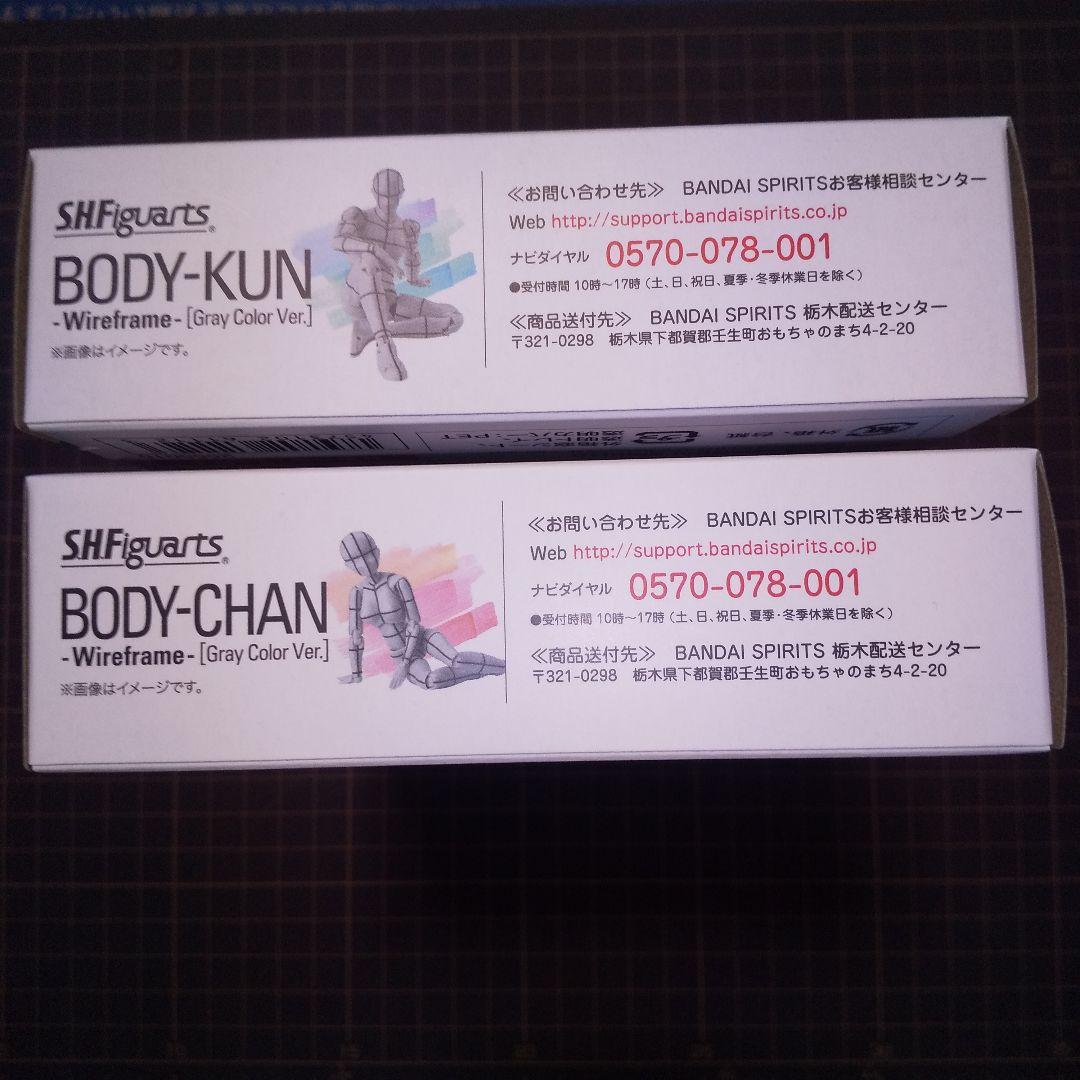 S.H.Figuarts®
BODY-KUN
-Wireframe-[Gray Color Ver.]
※画像はイメージです。
≪お問い合わせ先≫ BANDAI SPIRITSお客様相談センター
Web http://support.bandaispirits.co.jp
ナビダイヤル 0570-078-001
●受付時間 10時～17時（土、日、祝日、夏季・冬季休業日を除く）
≪商品送付先≫ BANDAI SPIRITS 栃木配送センター
〒321-0298 栃木県下都賀郡壬生町おもちゃのまち4-2-20
外箱、台紙
透明カバー：PET
S.H.Figuarts®
BODY-CHAN
-Wireframe-[Gray Color Ver.]
※画像はイメージです。
≪お問い合わせ先≫ BANDAI SPIRITSお客様相談センター
Web http://support.bandaispirits.co.jp
ナビダイヤル 0570-078-001
●受付時間 10時～17時（土、日、祝日、夏季・冬季休業日を除く）
≪商品送付先≫ BANDAI SPIRITS 栃木配送センター
〒321-0298 栃木県下都賀郡壬生町おもちゃのまち4-2-20